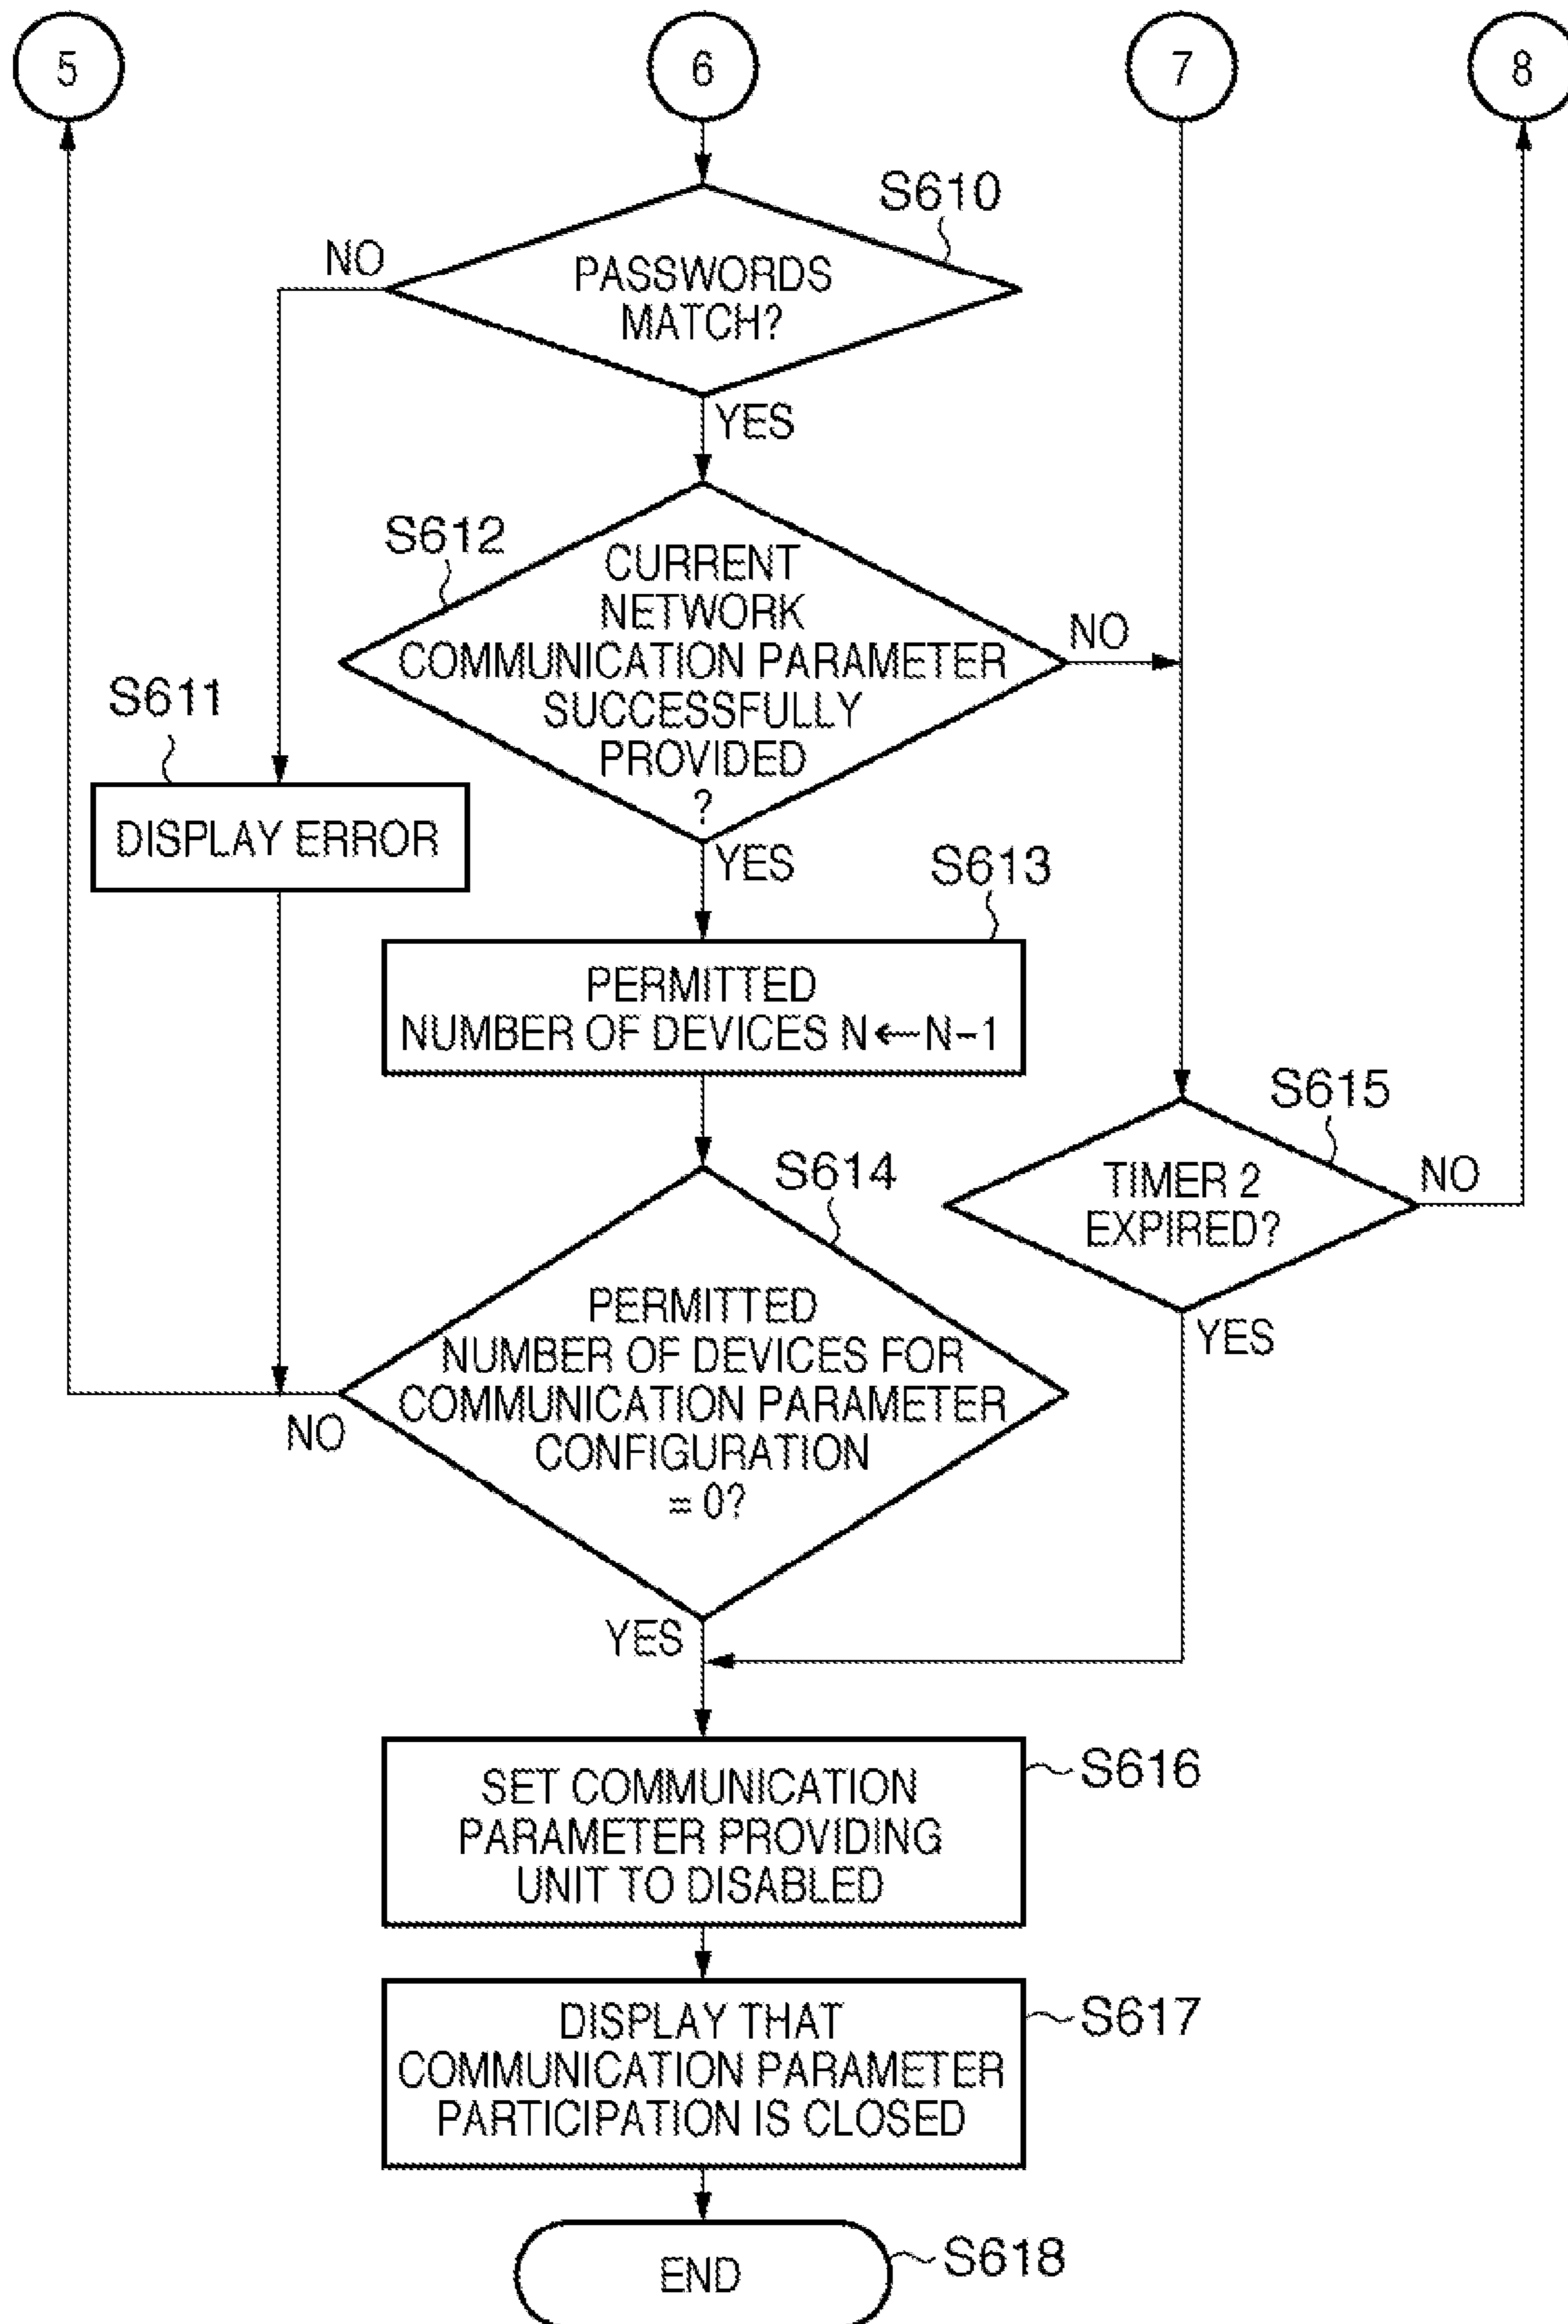 5
6
7
8
S610
NO
PASSWORDS
MATCH?
YES
S612
CURRENT
NETWORK
COMMUNICATION PARAMETER
SUCCESSFULLY
PROVIDED
?
NO
S611
DISPLAY ERROR
YES
S613
PERMITTED
NUMBER OF DEVICES N←N-1
S615
TIMER 2
EXPIRED?
NO
YES
S614
PERMITTED
NUMBER OF DEVICES FOR
COMMUNICATION PARAMETER
CONFIGURATION
= 0?
NO
YES
S616
SET COMMUNICATION
PARAMETER PROVIDING
UNIT TO DISABLED
S617
DISPLAY THAT
COMMUNICATION PARAMETER
PARTICIPATION IS CLOSED
END
S618